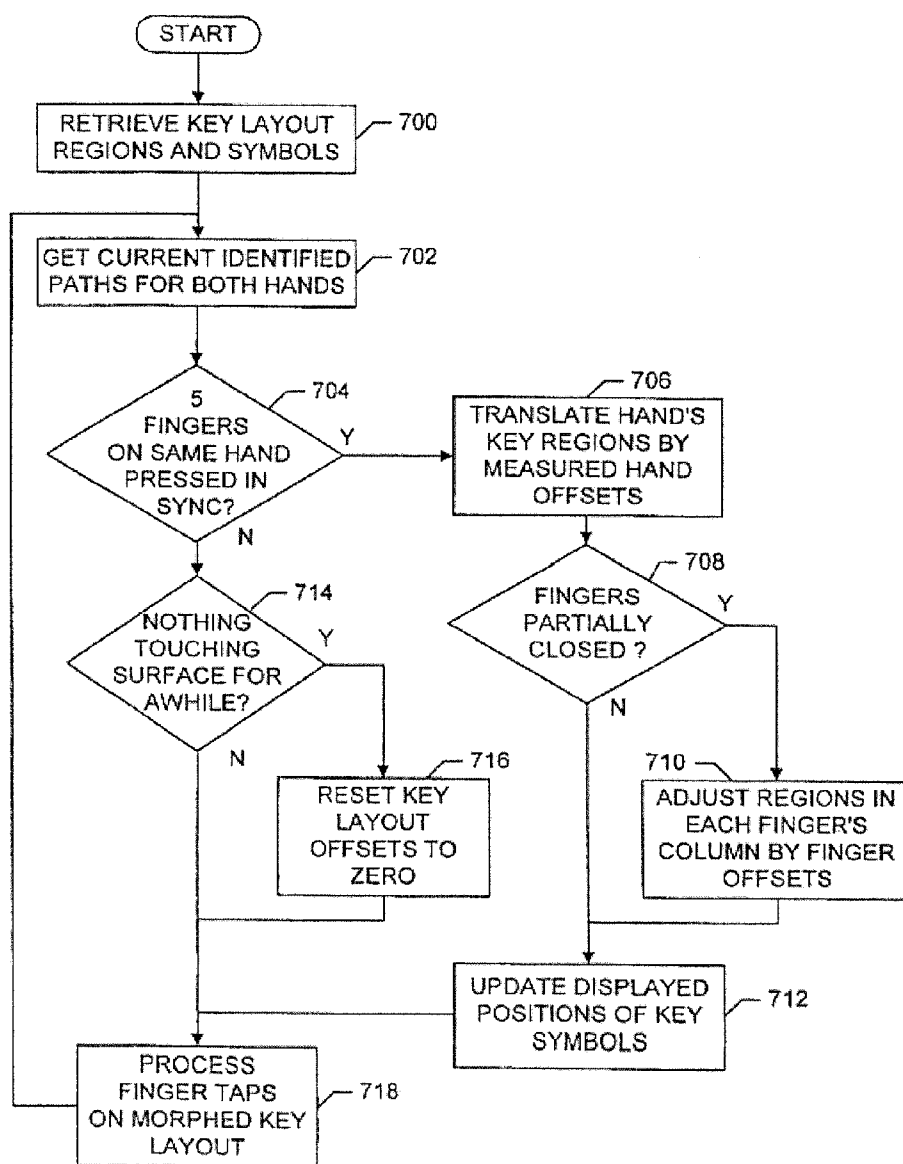 START
RETRIEVE KEY LAYOUT
REGIONS AND SYMBOLS
700
GET CURRENT IDENTIFIED
PATHS FOR BOTH HANDS
702
5
FINGERS
ON SAME HAND
PRESSED IN
SYNC?
704
Y
N
706
TRANSLATE HAND'S
KEY REGIONS BY
MEASURED HAND
OFFSETS
708
FINGERS
PARTIALLY
CLOSED ?
Y
N
714
NOTHING
TOUCHING
SURFACE FOR
AWHILE?
Y
N
716
RESET KEY
LAYOUT
OFFSETS TO
ZERO
710
ADJUST REGIONS IN
EACH FINGER'S
COLUMN BY FINGER
OFFSETS
UPDATE DISPLAYED
POSITIONS OF KEY
SYMBOLS
712
PROCESS
FINGER TAPS
ON MORPHED KEY
LAYOUT
718